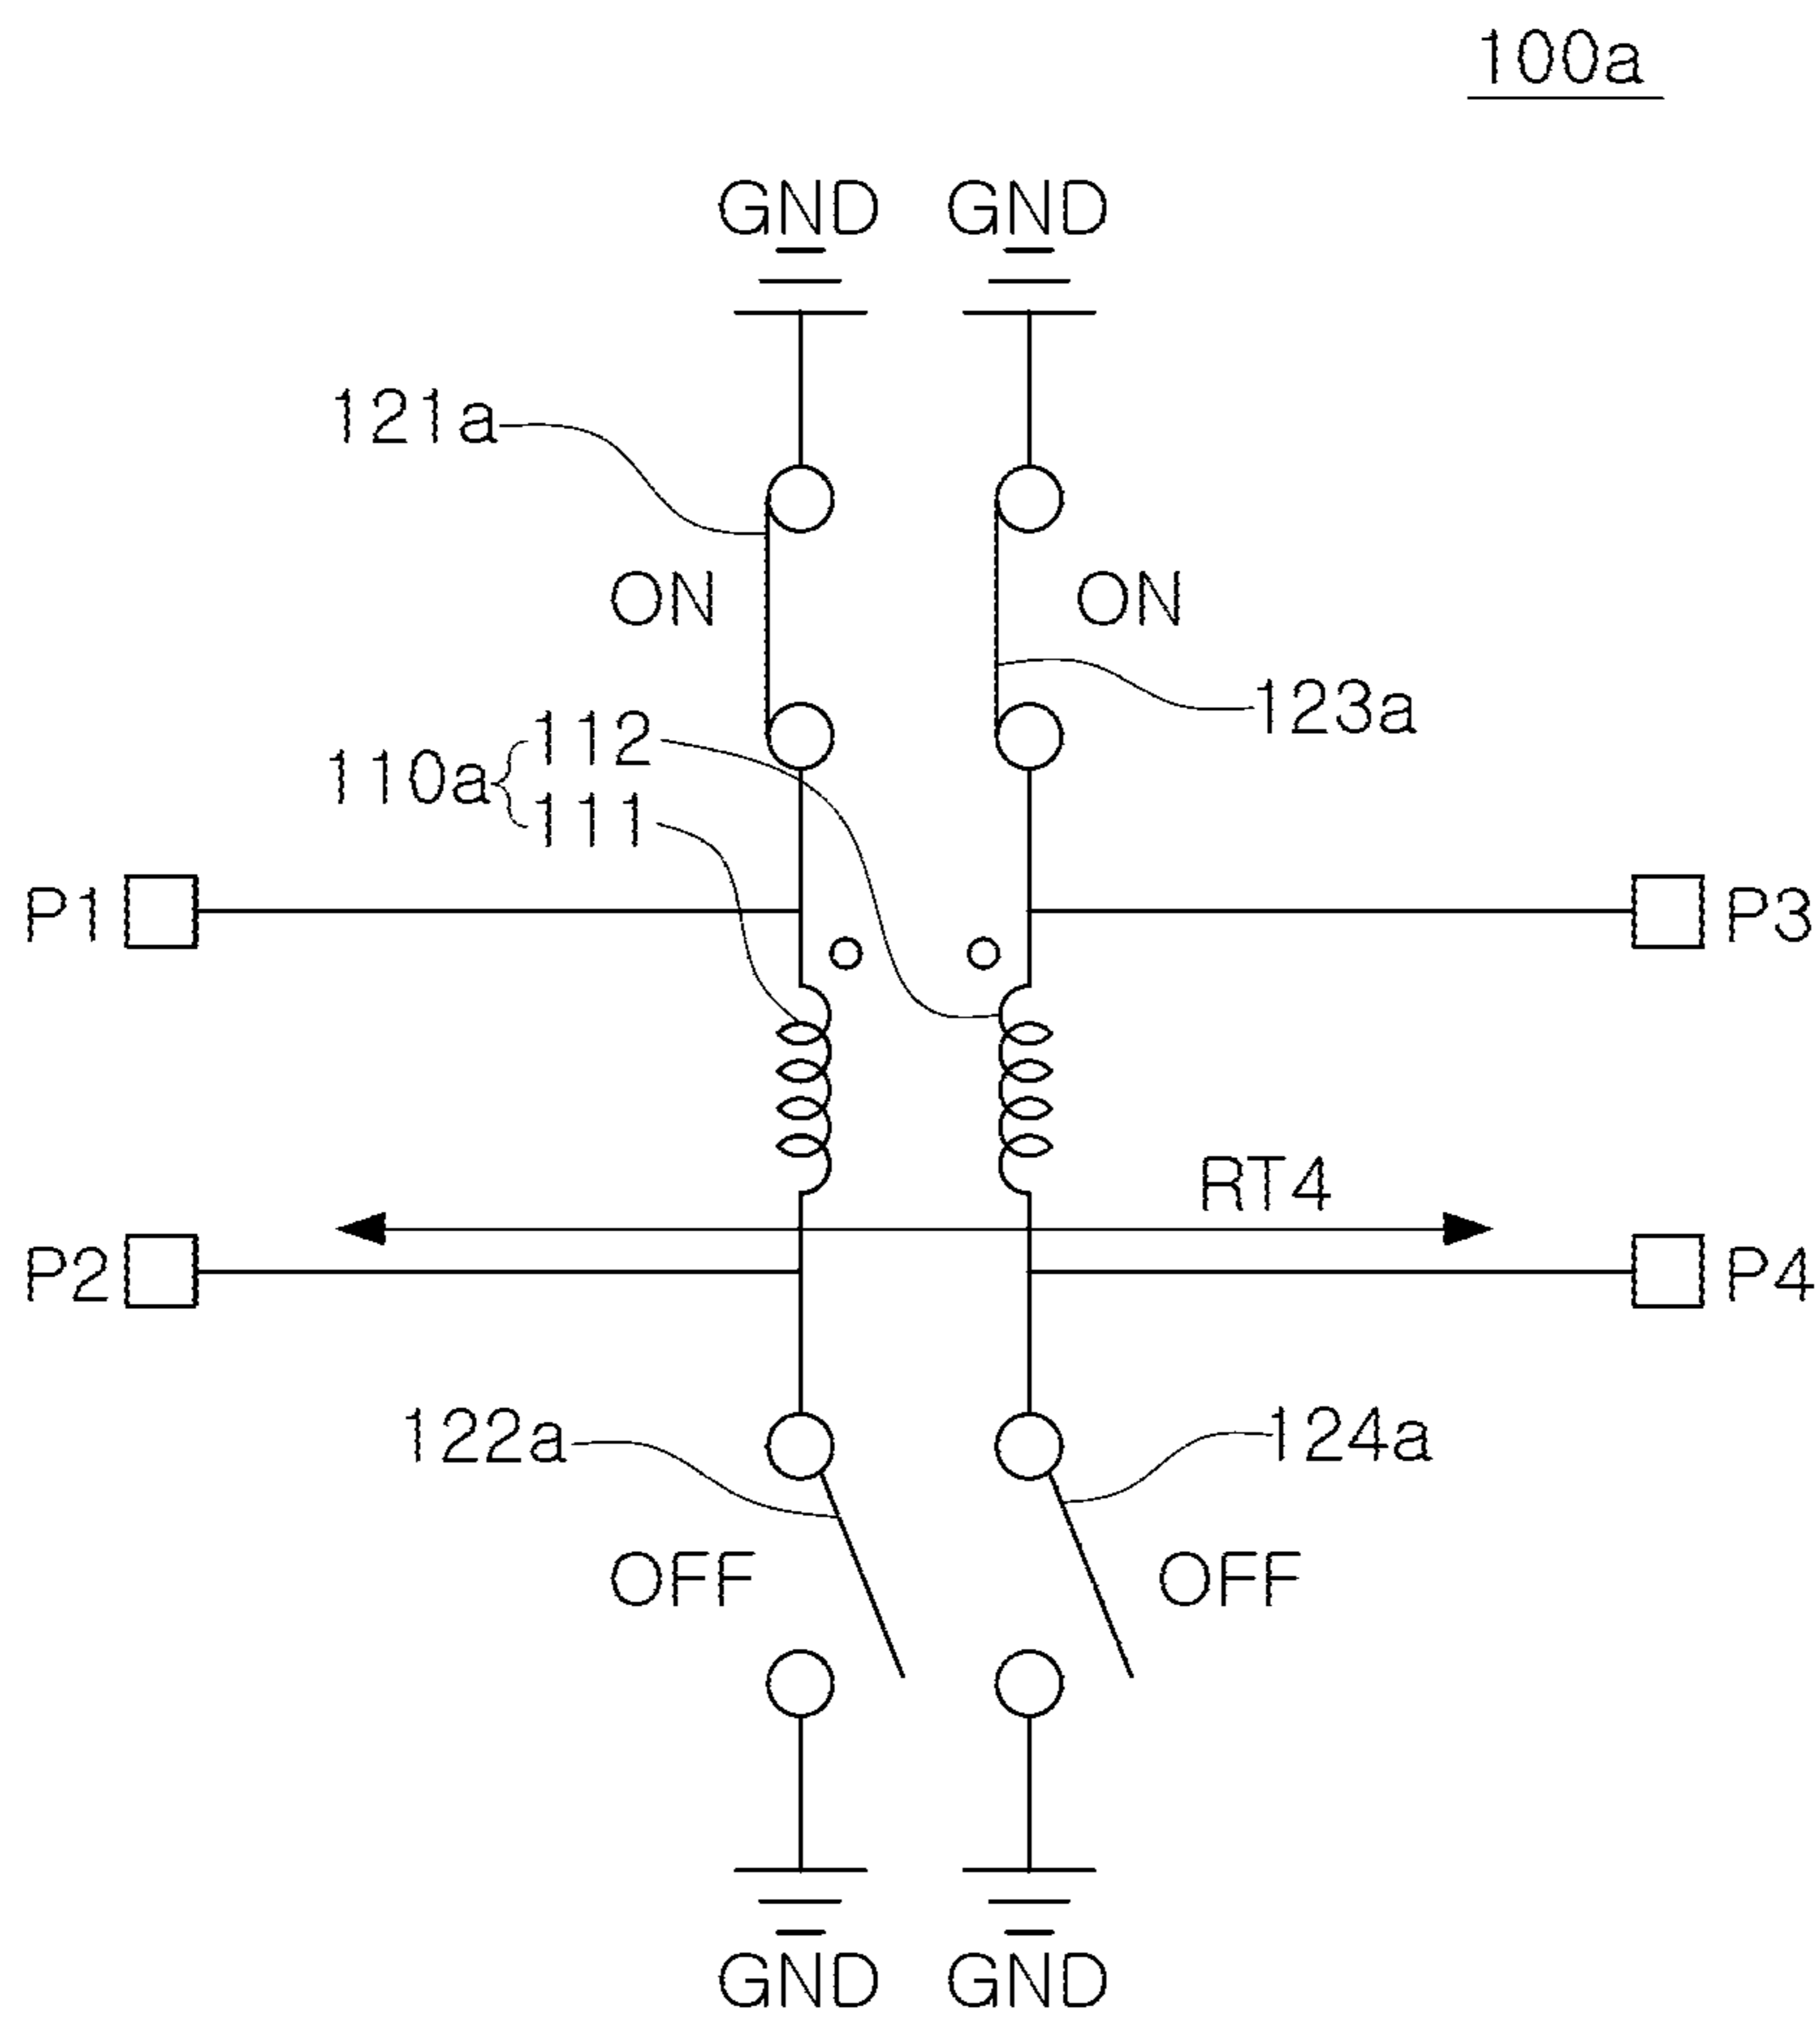 100a
GND GND
121a
ON ON
123a
110a 112
111
P1 P3
RT4
P2 P4
122a 124a
OFF OFF
GND GND